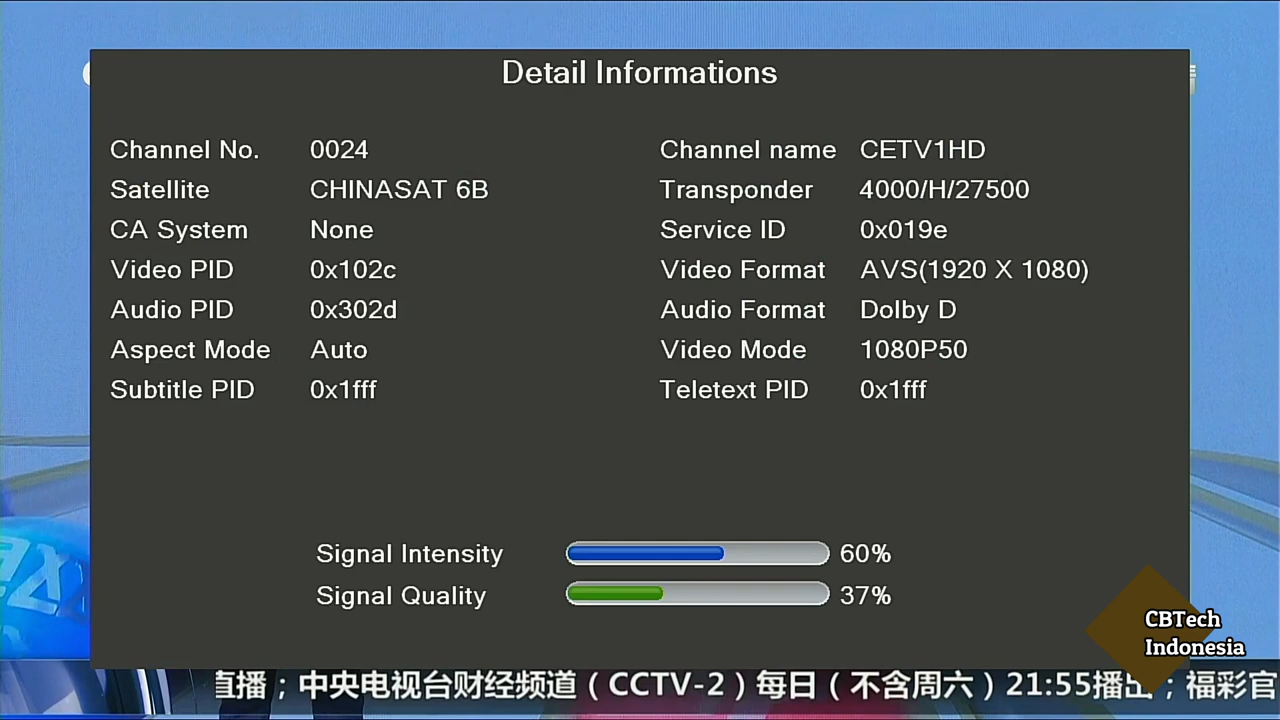 Detail Informations
Channel No. 0024 Channel name CETV1HD
Satellite CHINASAT 6B Transponder 4000/H/27500
CA System None Service ID 0x019e
Video PID 0x102c Video Format AVS(1920 X 1080)
Audio PID 0x302d Audio Format Dolby D
Aspect Mode Auto Video Mode 1080P50
Subtitle PID 0x1fff Teletext PID 0x1fff
Signal Intensity 60%
Signal Quality 37%
CBTech
Indonesia
直播；中央电视台财经频道（CCTV-2）每日（不含周六）21:55播出；福彩官